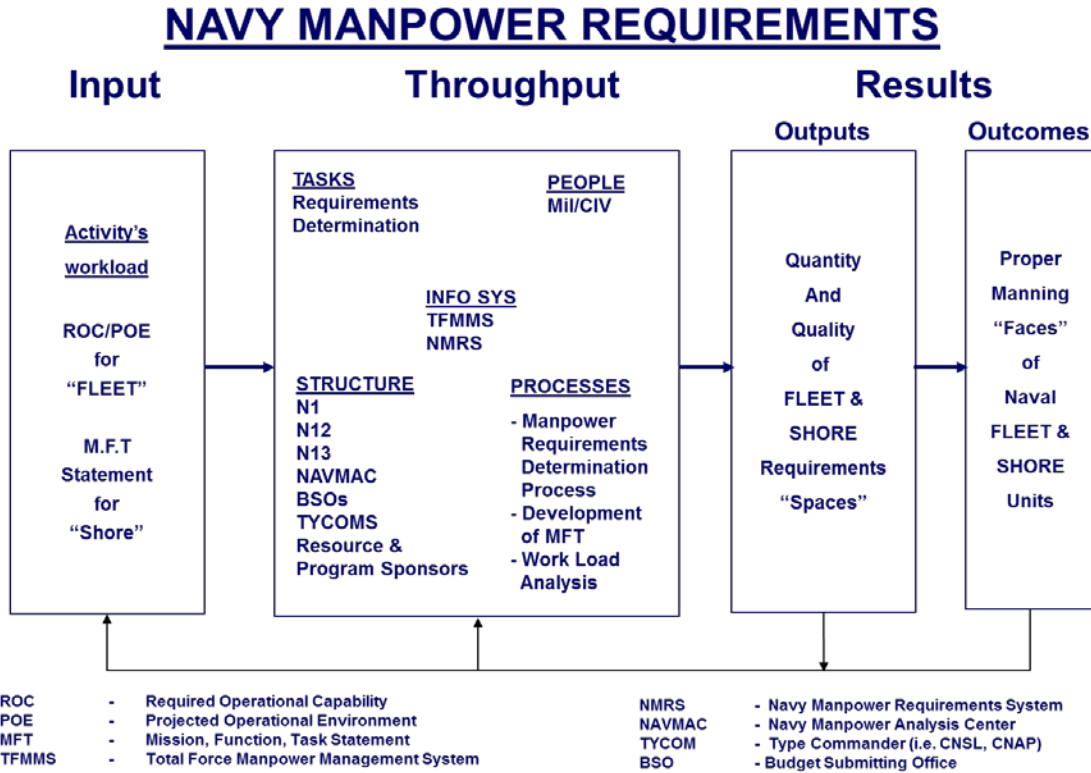 NAVY MANPOWER REQUIREMENTS
Input
Throughput
Results
Outputs
Outcomes
Activity's
workload
ROC/POE
for
“FLEET”
M.F.T
Statement
for
“Shore”
TASKS
Requirements
Determination
PEOPLE
Mil/CIV
INFO SYS
TFMMS
NMRS
STRUCTURE
N1
N12
N13
NAVMAC
BSOs
TYCOMS
Resource &
Program Sponsors
PROCESSES
- Manpower
Requirements
Determination
Process
- Development
of MFT
- Work Load
Analysis
Quantity
And
Quality
of
FLEET &
SHORE
Requirements
“Spaces”
Proper
Manning
“Faces”
of
Naval
FLEET &
SHORE
Units
ROC - Required Operational Capability
POE - Projected Operational Environment
MFT - Mission, Function, Task Statement
TFMMS - Total Force Manpower Management System
NMRS - Navy Manpower Requirements System
NAVMAC - Navy Manpower Analysis Center
TYCOM - Type Commander (i.e. CNSL, CNAP)
BSO - Budget Submitting Office